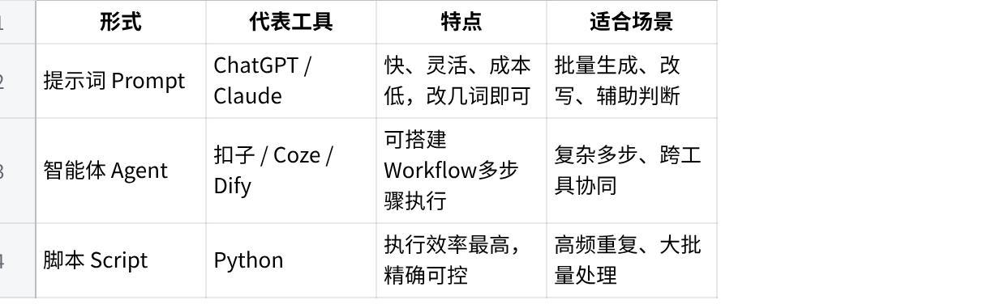 1 形式 代表工具 特点 适合场景
2 提示词 Prompt
ChatGPT /
Claude
快、灵活、成本
低，改几词即可
批量生成、改
写、辅助判断
3 智能体 Agent
扣子 / Coze /
Dify
可搭建
Workflow多步
骤执行
复杂多步、跨工
具协同
4 脚本 Script
Python
执行效率最高，
精确可控
高频重复、大批
量处理